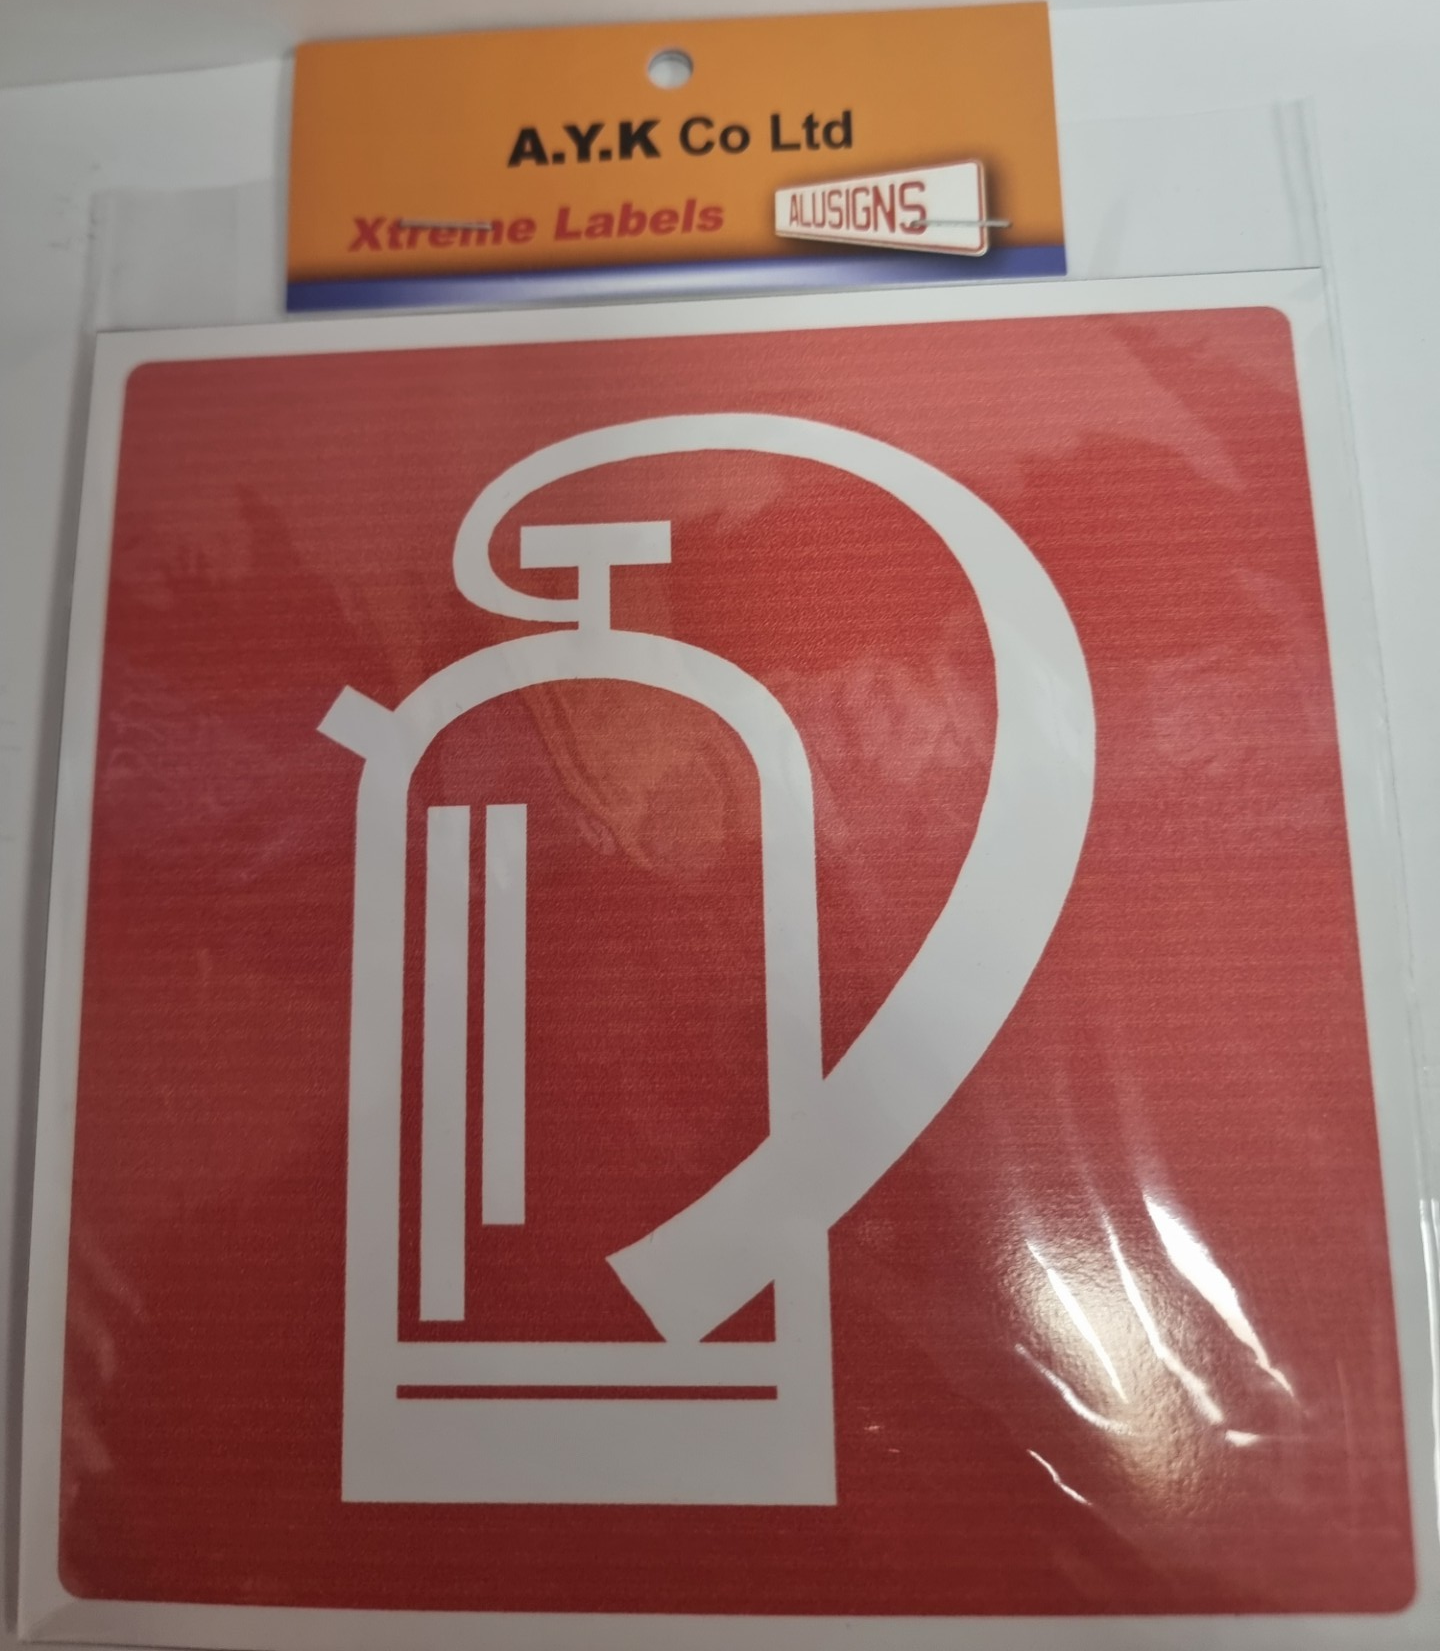 A.Y.K Co Ltd
Xtreme Labels
ALUSIGNS